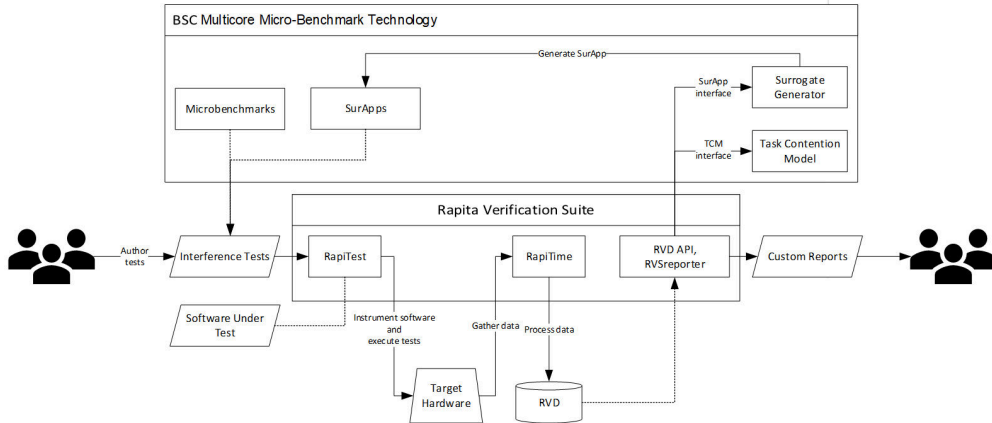 BSC Multicore Micro-Benchmark Technology
Generate SurApp
Microbenchmarks
SurApps
SurApp
interface
Surrogate
Generator
TCM
interface
Task Contention
Model
Rapita Verification Suite
Author
tests
Interference Tests
RapiTest
RapiTime
RVD API,
RVSreporter
Custom Reports
Software Under
Test
Instrument software
and
execute tests
Gather data
Process data
Target
Hardware
RVD